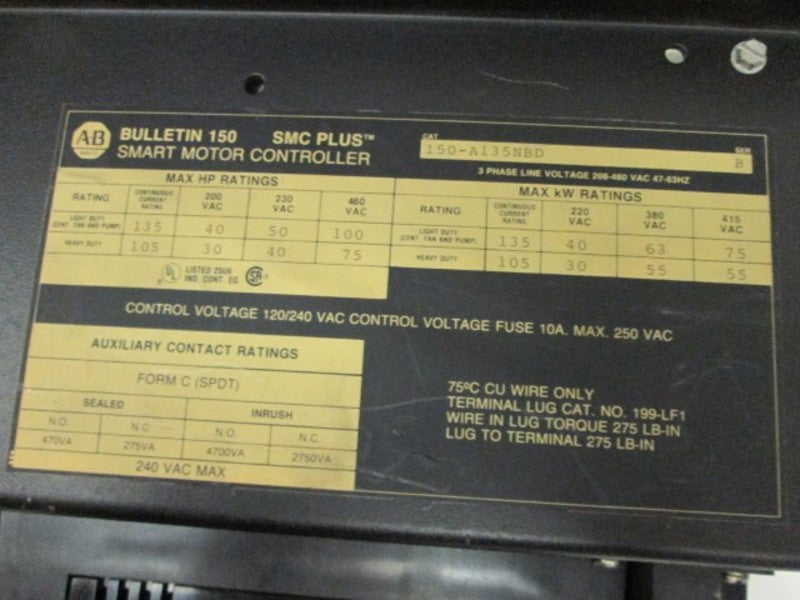 AB
BULLETIN 150 SMC PLUS™
SMART MOTOR CONTROLLER
CAT
150-A135NBD
B
3 PHASE LINE VOLTAGE 208-480 VAC 47-63HZ
MAX HP RATINGS
RATING CONTINUOUS CURRENT RATING 200 VAC 230 VAC 460 VAC
LIGHT DUTY (CENT. FAN AND PUMP) 135 40 50 100
HEAVY DUTY 105 30 40 75
MAX kW RATINGS
RATING CONTINUOUS CURRENT RATING 220 VAC 380 VAC 415 VAC
LIGHT DUTY (CENT. FAN AND PUMP) 135 40 63 75
HEAVY DUTY 105 30 55 55
UL LISTED 25U6
IND. CONT. EQ.
CONTROL VOLTAGE 120/240 VAC CONTROL VOLTAGE FUSE 10A. MAX. 250 VAC
AUXILIARY CONTACT RATINGS
FORM C (SPDT)
SEALED INRUSH
N.O. N.C. N.O. N.C.
470VA 275VA 4700VA 2750VA
240 VAC MAX
75ºC CU WIRE ONLY
TERMINAL LUG CAT. NO. 199-LF1
WIRE IN LUG TORQUE 275 LB-IN
LUG TO TERMINAL 275 LB-IN